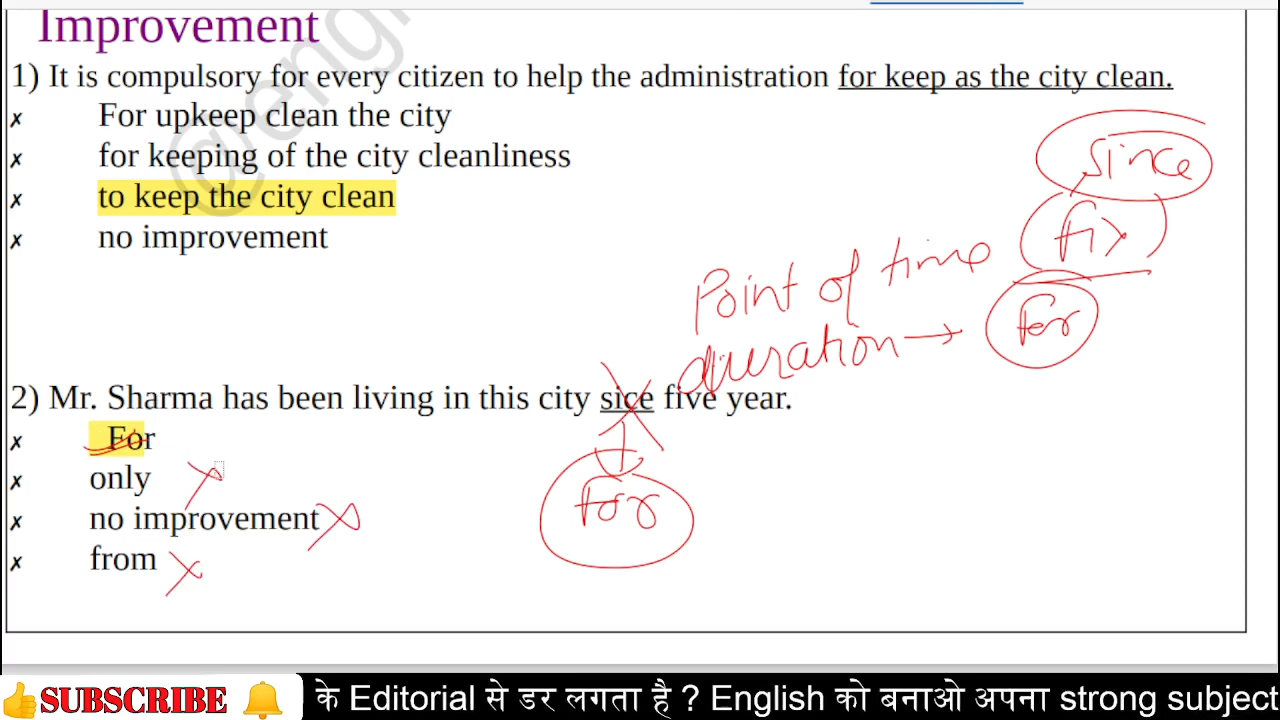 Improvement
1) It is compulsory for every citizen to help the administration for keep as the city clean.
✗ For upkeep clean the city
✗ for keeping of the city cleanliness
✗ to keep the city clean
✗ no improvement
since
(fix)
Point of time
duration → for
2) Mr. Sharma has been living in this city sice five year.
✗ For
✗ only
✗ no improvement
✗ from
for
@engl
👍SUBSCRIBE 🔔 के Editorial से डर लगता है ? English को बनाओ अपना strong subject